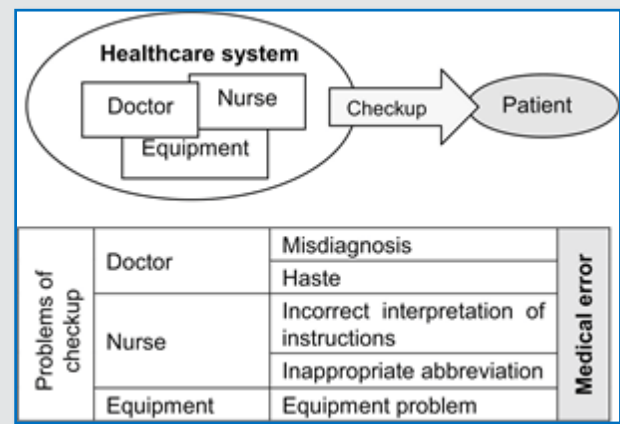 Healthcare system
Doctor
Nurse
Equipment
Checkup
Patient
Problems of
checkup
Doctor
Misdiagnosis
Haste
Nurse
Incorrect interpretation of
instructions
Inappropriate abbreviation
Equipment
Equipment problem
Medical error